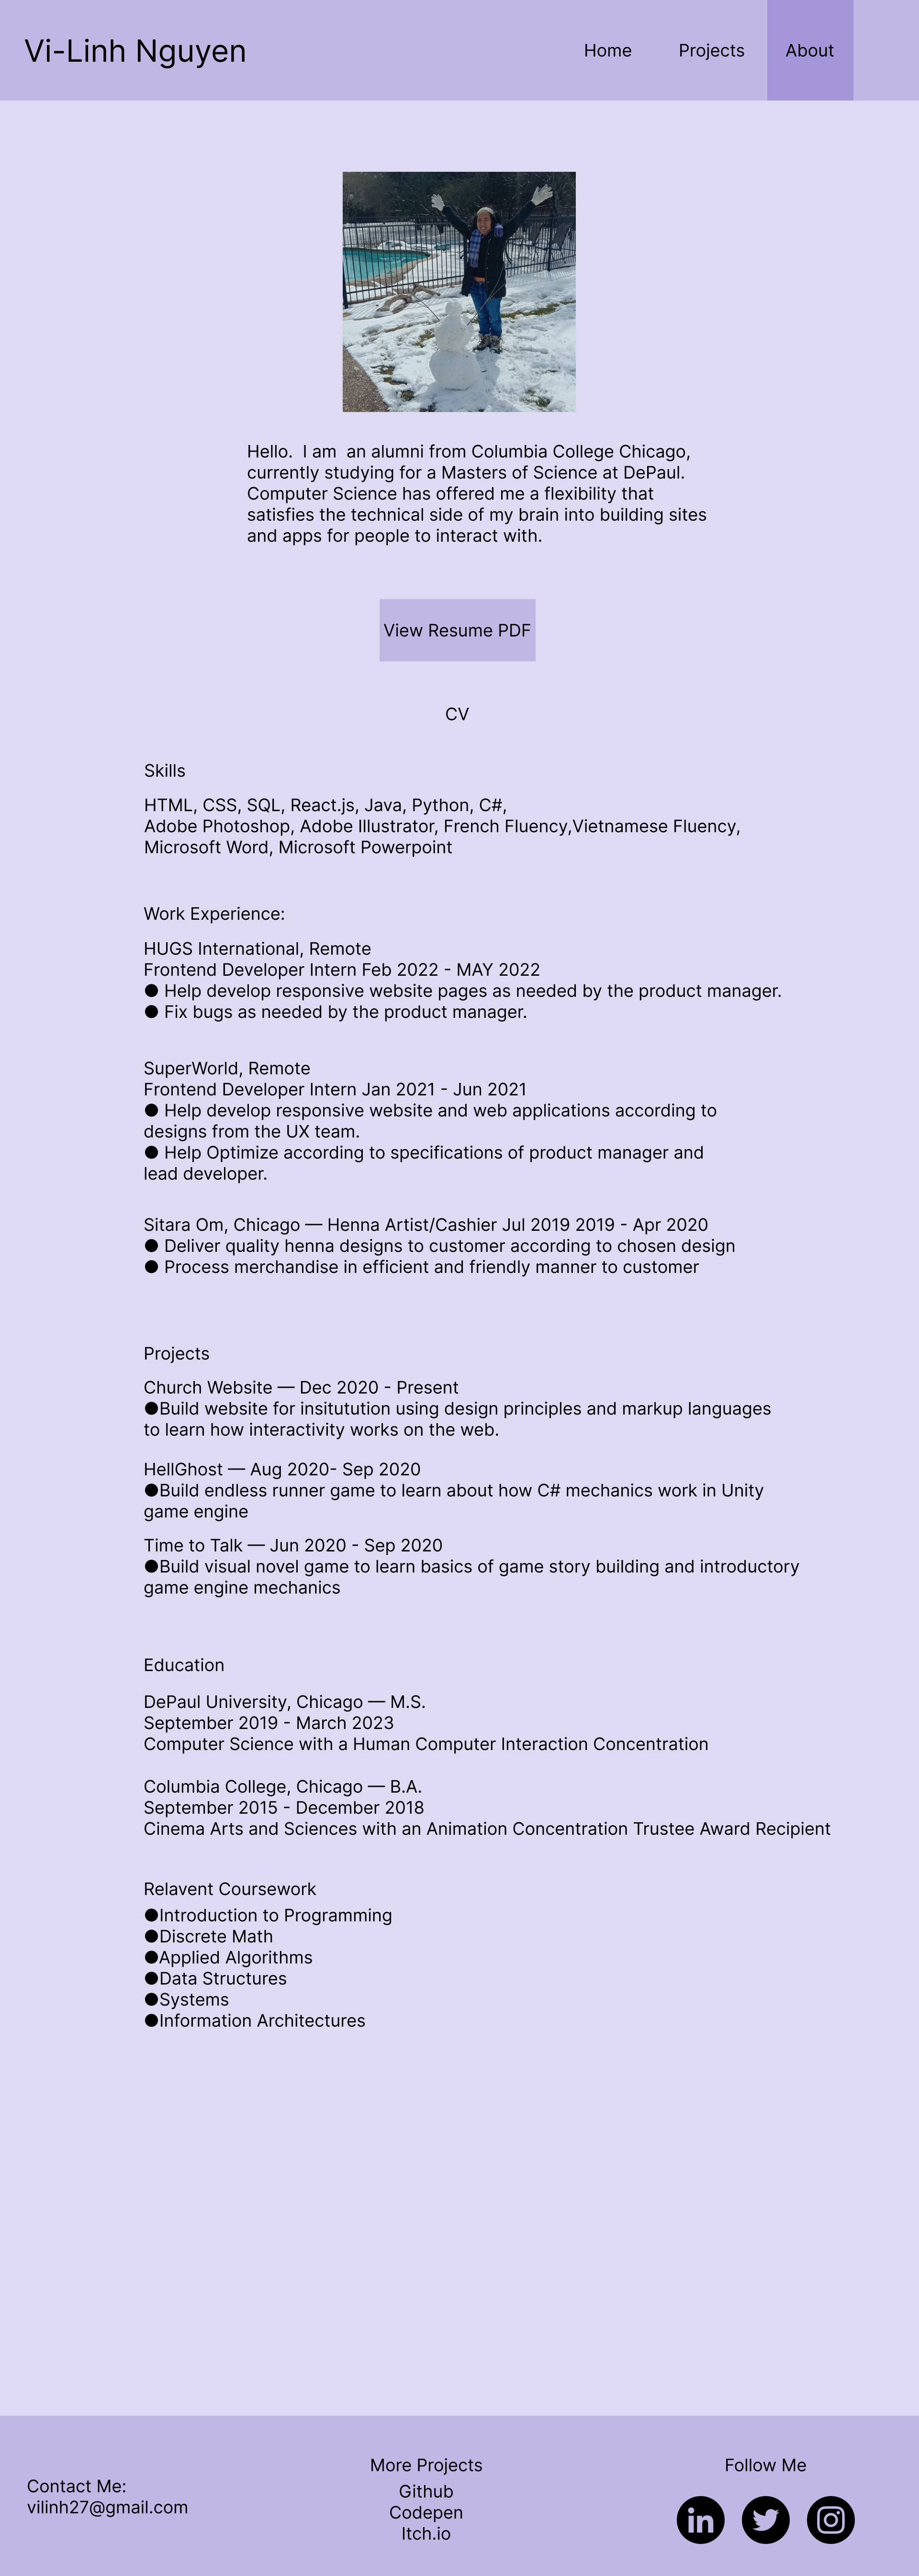 Vi-Linh Nguyen
Home
Projects
About
Hello.  I am  an alumni from Columbia College Chicago,
currently studying for a Masters of Science at DePaul.
Computer Science has offered me a flexibility that
satisfies the technical side of my brain into building sites
and apps for people to interact with.
View Resume PDF
CV
Skills
HTML, CSS, SQL, React.js, Java, Python, C#,
Adobe Photoshop, Adobe Illustrator, French Fluency,Vietnamese Fluency,
Microsoft Word, Microsoft Powerpoint
Work Experience:
HUGS International, Remote
Frontend Developer Intern Feb 2022 - MAY 2022
● Help develop responsive website pages as needed by the product manager.
● Fix bugs as needed by the product manager.
SuperWorld, Remote
Frontend Developer Intern Jan 2021 - Jun 2021
● Help develop responsive website and web applications according to
designs from the UX team.
● Help Optimize according to specifications of product manager and
lead developer.
Sitara Om, Chicago — Henna Artist/Cashier Jul 2019 2019 - Apr 2020
● Deliver quality henna designs to customer according to chosen design
● Process merchandise in efficient and friendly manner to customer
Projects
Church Website — Dec 2020 - Present
●Build website for insitutution using design principles and markup languages
to learn how interactivity works on the web.
HellGhost — Aug 2020- Sep 2020
●Build endless runner game to learn about how C# mechanics work in Unity
game engine
Time to Talk — Jun 2020 - Sep 2020
●Build visual novel game to learn basics of game story building and introductory
game engine mechanics
Education
DePaul University, Chicago — M.S.
September 2019 - March 2023
Computer Science with a Human Computer Interaction Concentration
Columbia College, Chicago — B.A.
September 2015 - December 2018
Cinema Arts and Sciences with an Animation Concentration Trustee Award Recipient
Relavent Coursework
●Introduction to Programming
●Discrete Math
●Applied Algorithms
●Data Structures
●Systems
●Information Architectures
Contact Me:
vilinh27@gmail.com
More Projects
Github
Codepen
Itch.io
Follow Me
in